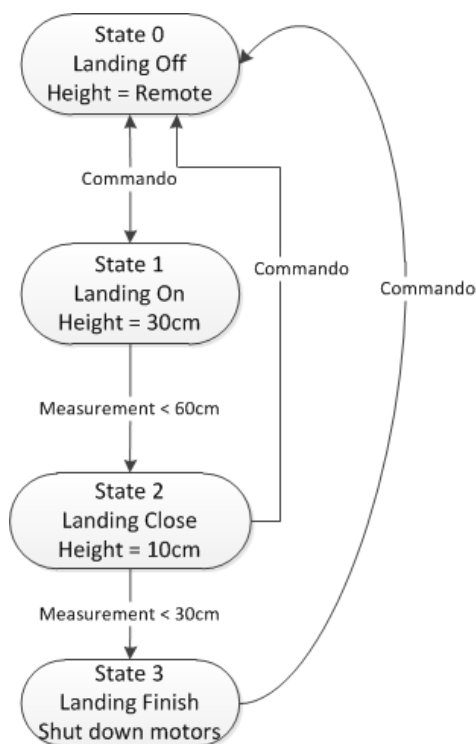 State 0
Landing Off
Height = Remote
Commando
Commando
Commando
State 1
Landing On
Height = 30cm
Measurement < 60cm
State 2
Landing Close
Height = 10cm
Measurement < 30cm
State 3
Landing Finish
Shut down motors